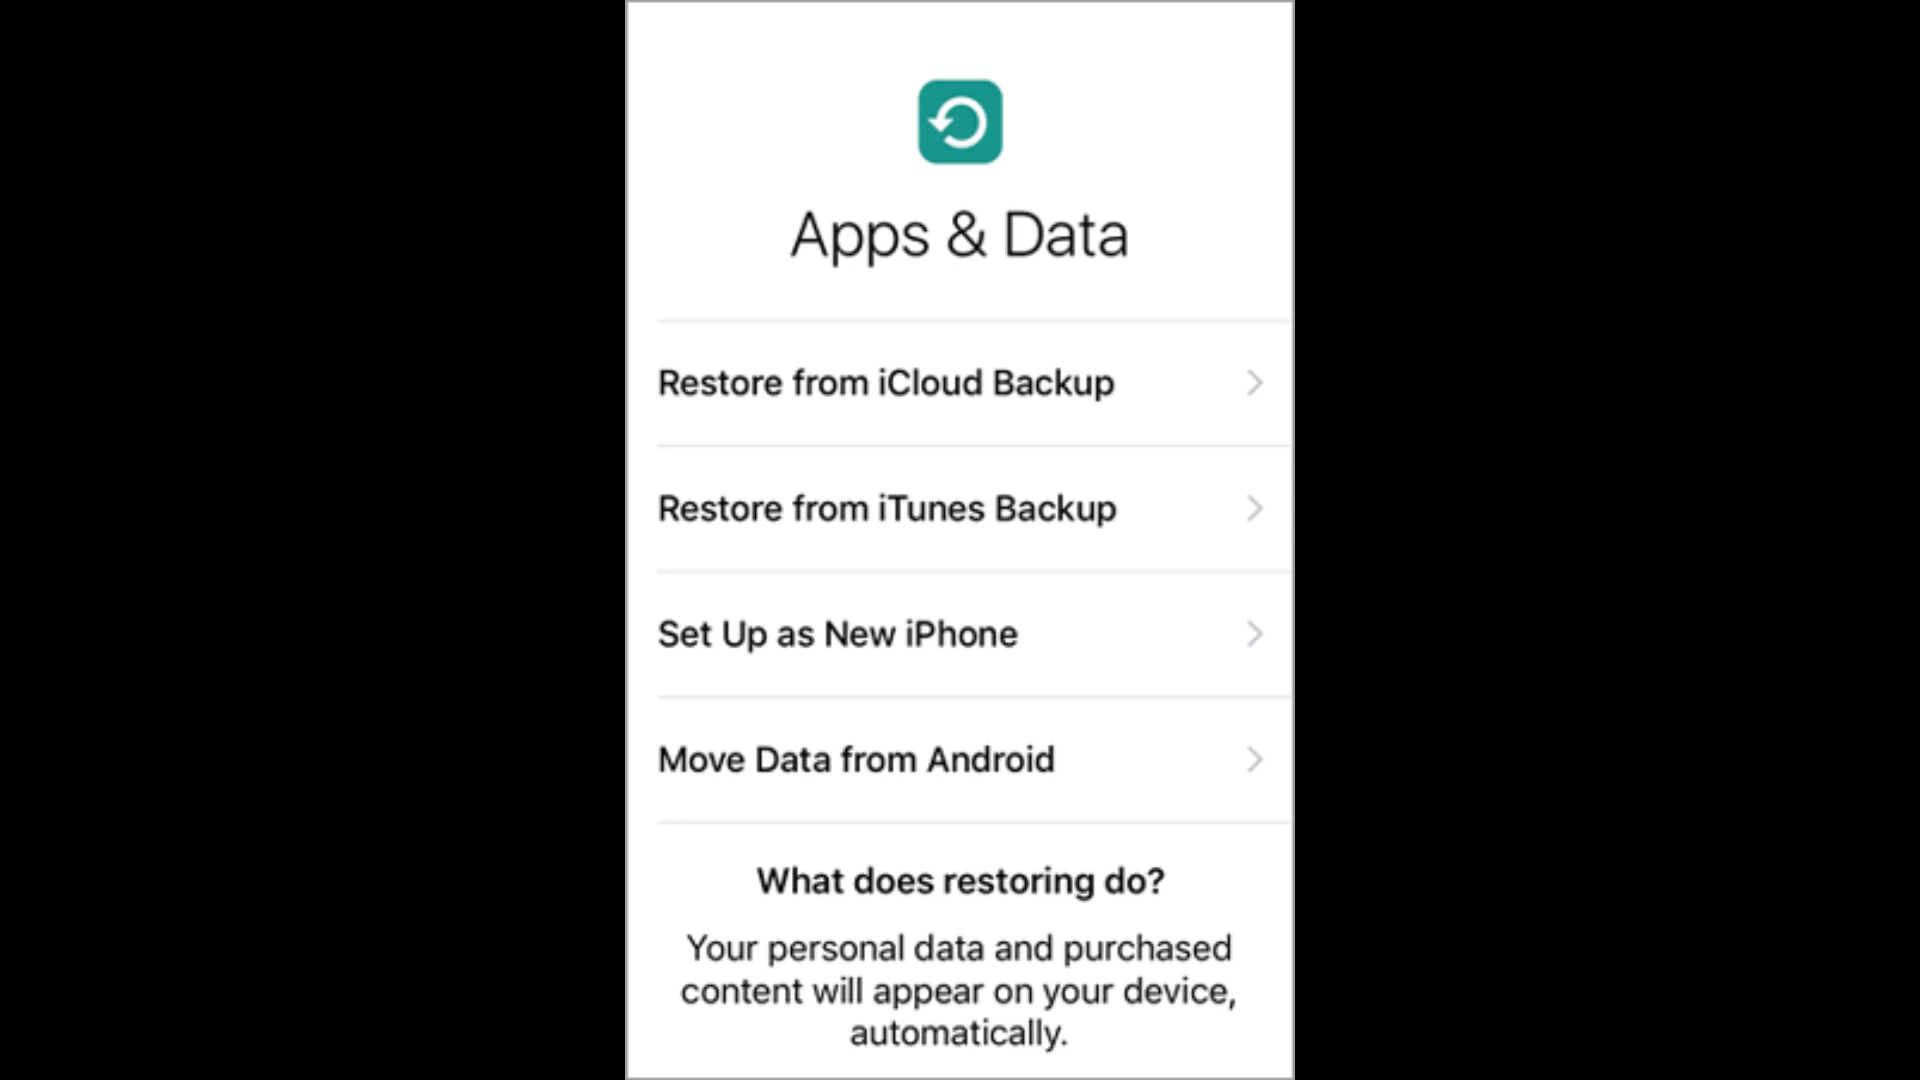 Apps & Data
Restore from iCloud Backup
Restore from iTunes Backup
Set Up as New iPhone
Move Data from Android
What does restoring do?
Your personal data and purchased
content will appear on your device,
automatically.